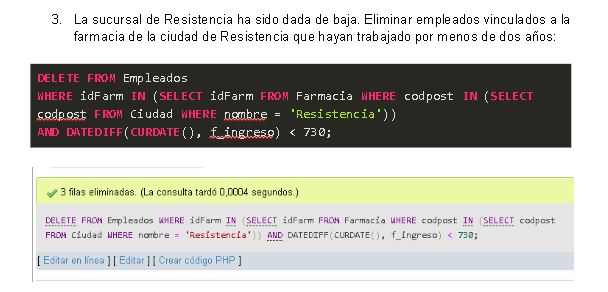 3. La sucursal de Resistencia ha sido dada de baja. Eliminar empleados vinculados a la
farmacia de la ciudad de Resistencia que hayan trabajado por menos de dos años:
DELETE FROM Empleados
WHERE idFarm IN (SELECT idFarm FROM Farmacia WHERE codpost IN (SELECT
codpost FROM Ciudad WHERE nombre = 'Resistencia'))
AND DATEDIFF(CURDATE(), f_ingreso) < 730;
3 filas eliminadas. (La consulta tardó 0,0004 segundos.)
DELETE FROM Empleados WHERE idFarm IN (SELECT idFarm FROM Farmacia WHERE codpost IN (SELECT codpost
FROM Ciudad WHERE nombre = 'Resistencia')) AND DATEDIFF(CURDATE(), f_ingreso) < 730;
[ Editar en línea ] [ Editar ] [ Crear código PHP ]